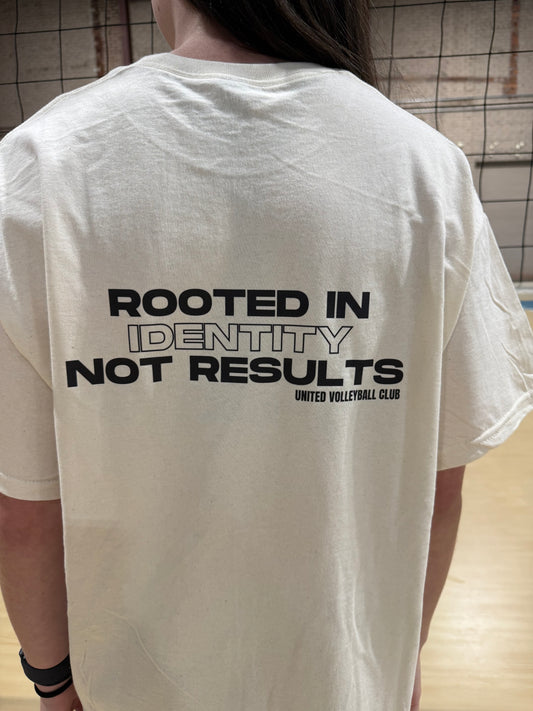 ROOTED IN
IDENTITY
NOT RESULTS
UNITED VOLLEYBALL CLUB